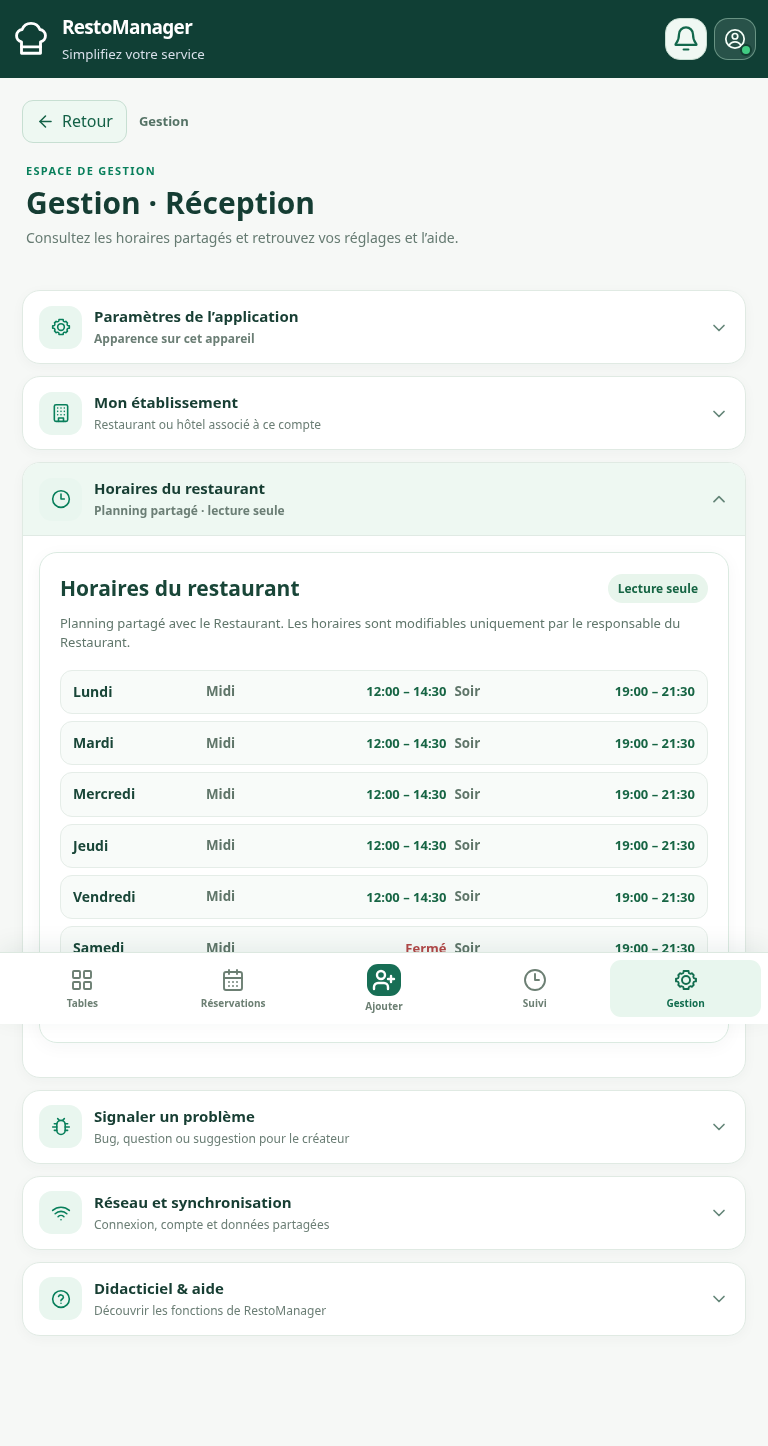 RestoManager
Simplifiez votre service
Retour
Gestion
ESPACE DE GESTION
Gestion · Réception
Consultez les horaires partagés et retrouvez vos réglages et l’aide.
Paramètres de l’application
Apparence sur cet appareil
Mon établissement
Restaurant ou hôtel associé à ce compte
Horaires du restaurant
Planning partagé · lecture seule
Horaires du restaurant
Lecture seule
Planning partagé avec le Restaurant. Les horaires sont modifiables uniquement par le responsable du
Restaurant.
Lundi Midi 12:00 – 14:30 Soir 19:00 – 21:30
Mardi Midi 12:00 – 14:30 Soir 19:00 – 21:30
Mercredi Midi 12:00 – 14:30 Soir 19:00 – 21:30
Jeudi Midi 12:00 – 14:30 Soir 19:00 – 21:30
Vendredi Midi 12:00 – 14:30 Soir 19:00 – 21:30
Samedi Midi Fermé Soir 19:00 – 21:30
Tables
Réservations
Ajouter
Suivi
Gestion
Signaler un problème
Bug, question ou suggestion pour le créateur
Réseau et synchronisation
Connexion, compte et données partagées
Didacticiel & aide
Découvrir les fonctions de RestoManager